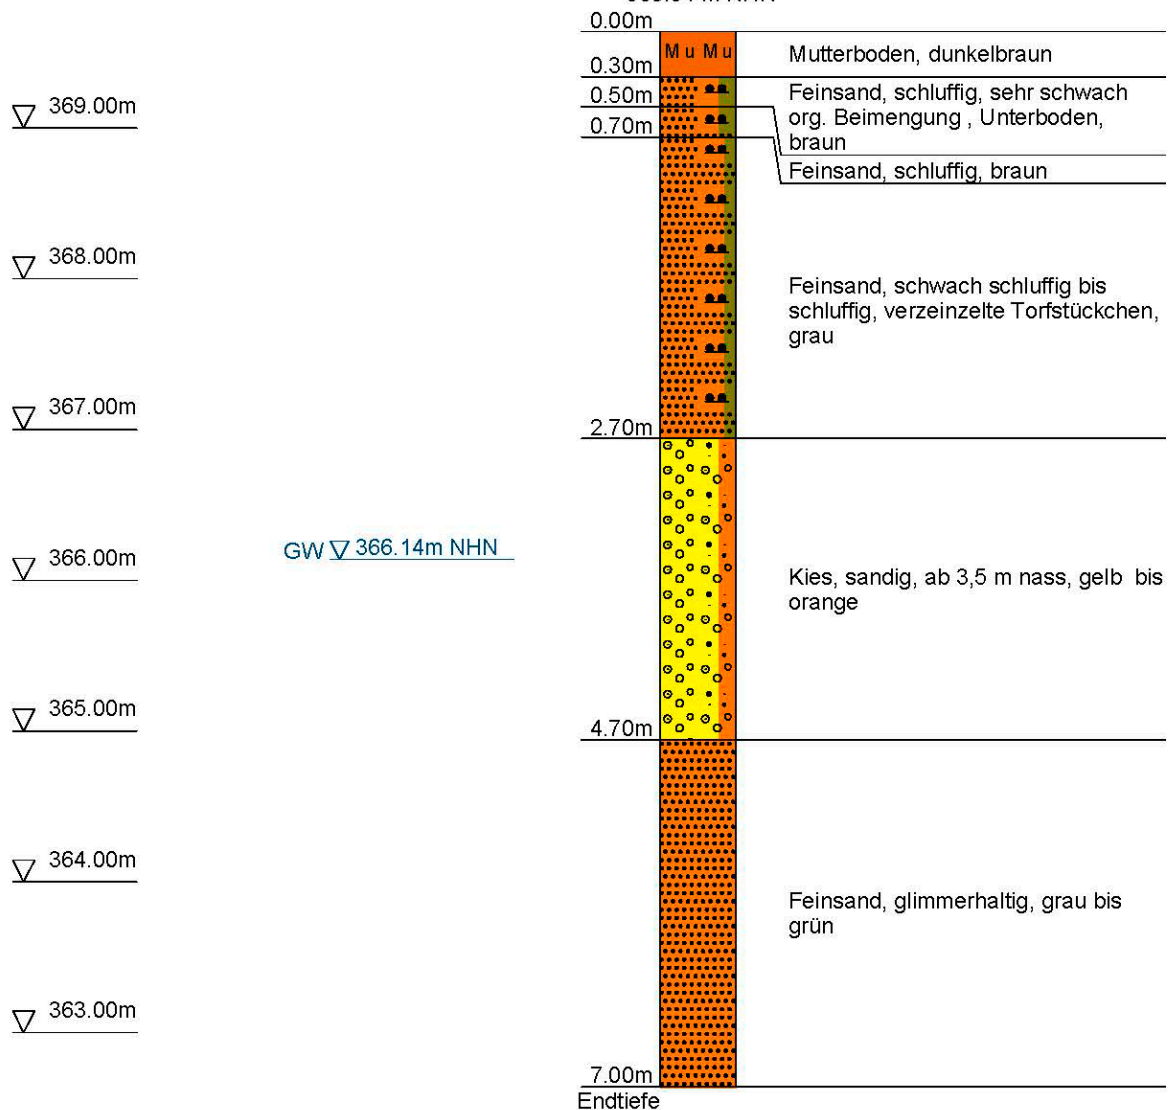 0.00m
Mu Mu
Mutterboden, dunkelbraun
0.30m
369.00m
0.50m
Feinsand, schluffig, sehr schwach
org. Beimengung , Unterboden,
braun
0.70m
Feinsand, schluffig, braun
368.00m
Feinsand, schwach schluffig bis
schluffig, verzeinzelte Torfstückchen,
grau
367.00m
2.70m
GW 366.14m NHN
366.00m
Kies, sandig, ab 3,5 m nass, gelb bis
orange
365.00m
4.70m
364.00m
Feinsand, glimmerhaltig, grau bis
grün
363.00m
7.00m
Endtiefe